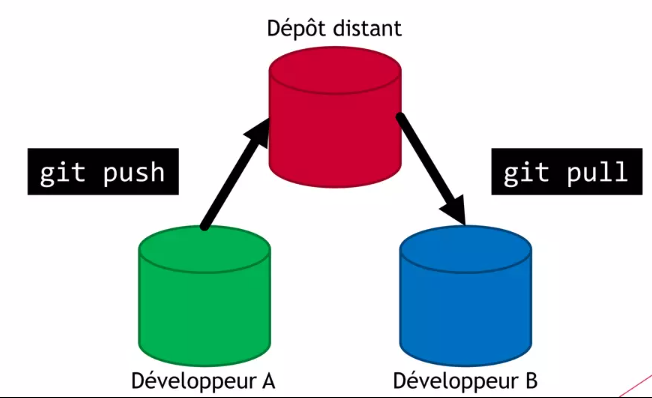 Dépôt distant
git push
git pull
Développeur A
Développeur B